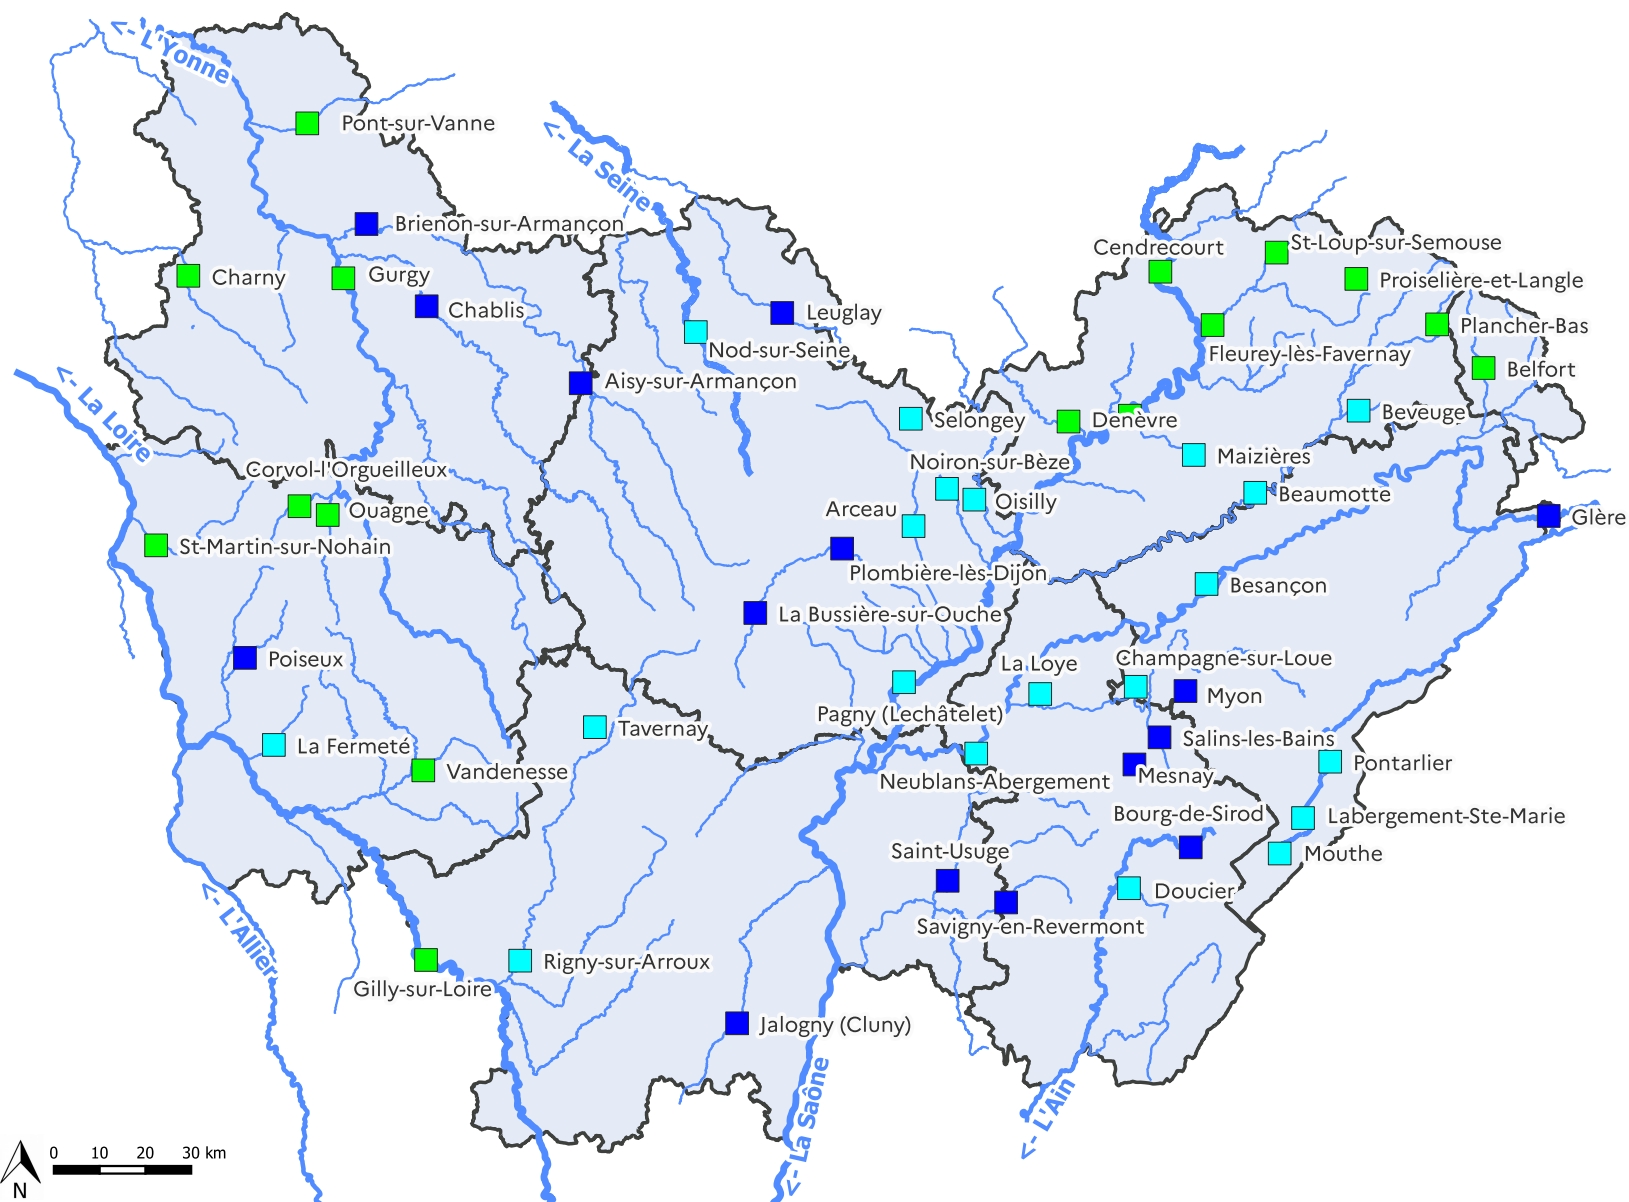 <- L'Yonne
Pont-sur-Vanne
<- La Seine
Brienon-sur-Armançon
Cendrecourt
St-Loup-sur-Semouse
Charny
Gurgy
Proiselière-et-Langle
Chablis
Leuglay
Plancher-Bas
Nod-sur-Seine
Fleurey-lès-Favernay
Belfort
<- La Loire
Aisy-sur-Armançon
Selongey
Denèvre
Beveuge
Corvol-l'Orgueilleux
Noiron-sur-Bèze
Maizières
Ouagne
Arceau
Oisilly
Beaumotte
Glère
St-Martin-sur-Nohain
Plombière-lès-Dijon
Besançon
La Bussière-sur-Ouche
Poiseux
La Loye
Champagne-sur-Loue
Myon
Pagny (Lechâtelet)
Tavernay
La Fermeté
Salins-les-Bains
Vandenesse
Neublans-Abergement
Mesnay
Pontarlier
Bourg-de-Sirod
Labergement-Ste-Marie
Saint-Usuge
Mouthe
Doucier
<- L'Allier
Savigny-en-Revermont
Rigny-sur-Arroux
Gilly-sur-Loire
Jalogny (Cluny)
<- La Saône
<- L'Ain
0 10 20 30 km
N